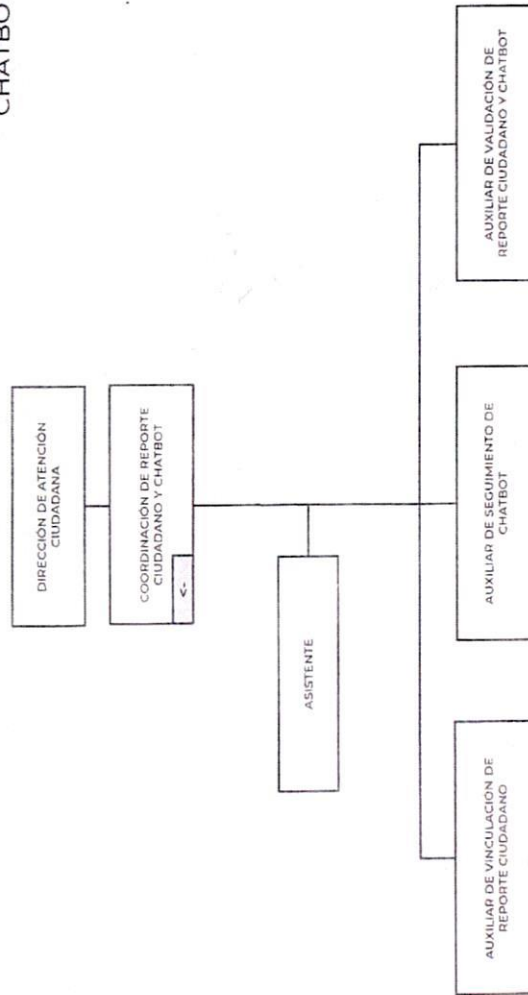 CHATBO
DIRECCIÓN DE ATENCIÓN
CIUDADANA
COORDINACIÓN DE REPORTE
CIUDADANO Y CHATBOT
<-
ASISTENTE
AUXILIAR DE VINCULACIÓN DE
REPORTE CIUDADANO
AUXILIAR DE SEGUIMIENTO DE
CHATBOT
AUXILIAR DE VALIDACIÓN DE
REPORTE CIUDADANO Y CHATBOT